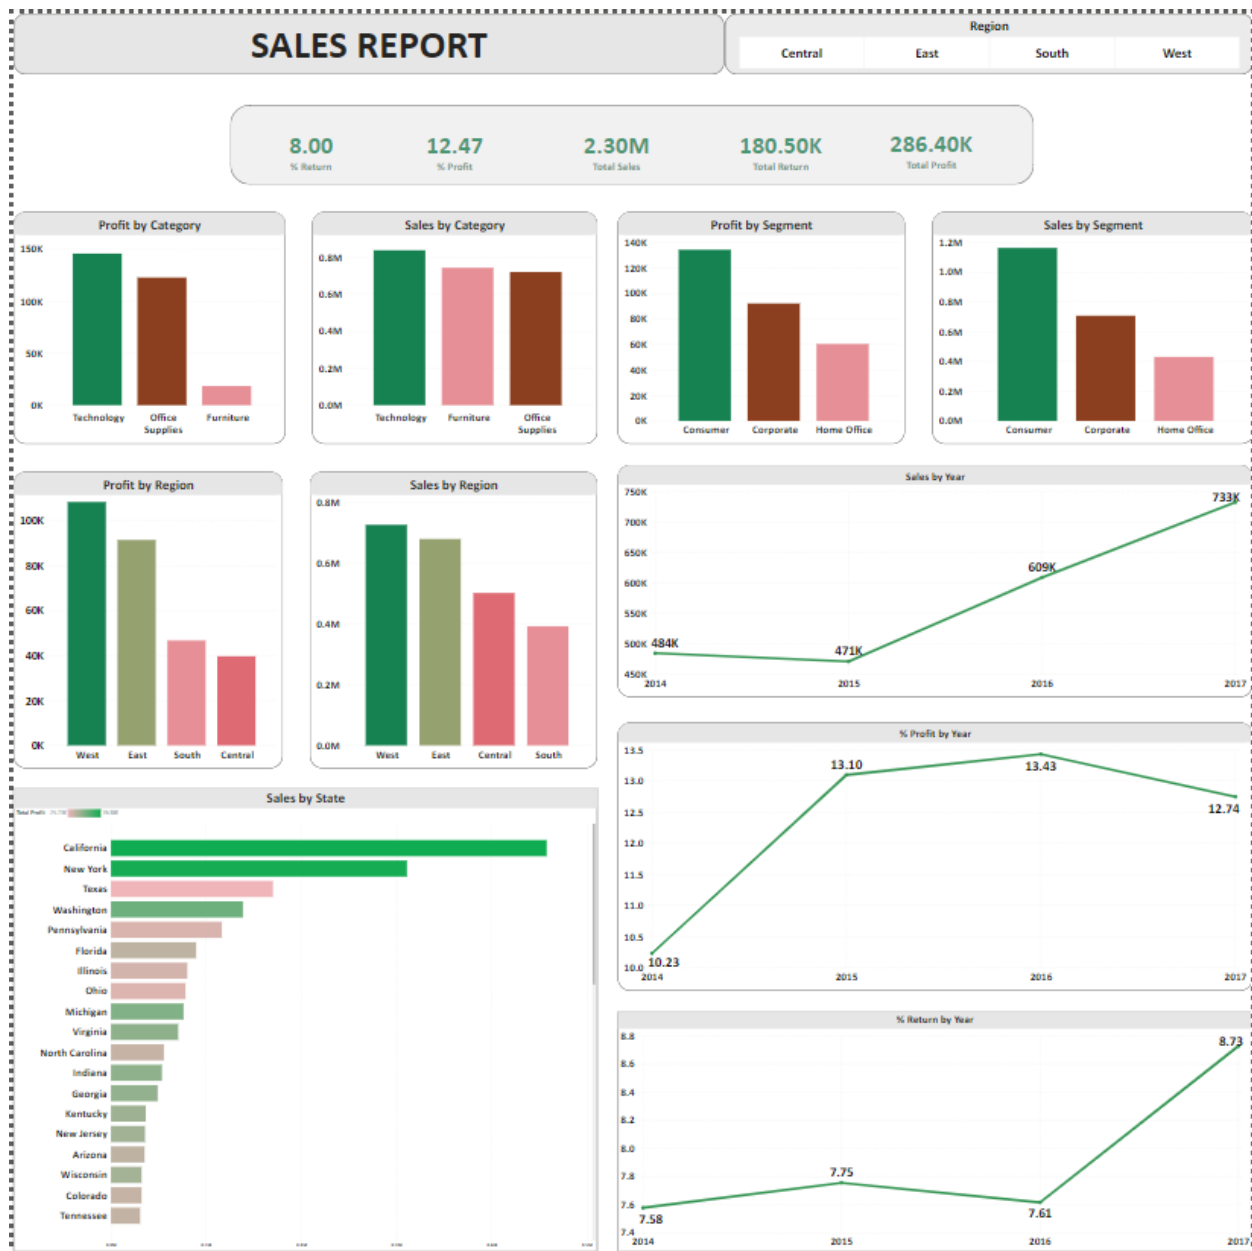 SALES REPORT
Region
Central East South West
8.00 12.47 2.30M 180.50K 286.40K
% Return % Profit Total Sales Total Return Total Profit
Profit by Category
150K
100K
50K
0K
Technology Office Supplies Furniture
Sales by Category
0.8M
0.6M
0.4M
0.2M
0.0M
Technology Furniture Office Supplies
Profit by Segment
140K
120K
100K
80K
60K
40K
20K
0K
Consumer Corporate Home Office
Sales by Segment
1.2M
1.0M
0.8M
0.6M
0.4M
0.2M
0.0M
Consumer Corporate Home Office
Profit by Region
100K
80K
60K
40K
20K
0K
West East South Central
Sales by Region
0.8M
0.6M
0.4M
0.2M
0.0M
West East Central South
Sales by Year
750K
700K
650K
600K
550K
500K
450K
484K
471K
609K
733K
2014 2015 2016 2017
% Profit by Year
13.5
13.0
12.5
12.0
11.5
11.0
10.5
10.0
10.23
13.10
13.43
12.74
2014 2015 2016 2017
Sales by State
Total Profit
California
New York
Texas
Washington
Pennsylvania
Florida
Illinois
Ohio
Michigan
Virginia
North Carolina
Indiana
Georgia
Kentucky
New Jersey
Arizona
Wisconsin
Colorado
Tennessee
% Return by Year
8.8
8.6
8.4
8.2
8.0
7.8
7.6
7.4
7.58
7.75
7.61
8.73
2014 2015 2016 2017